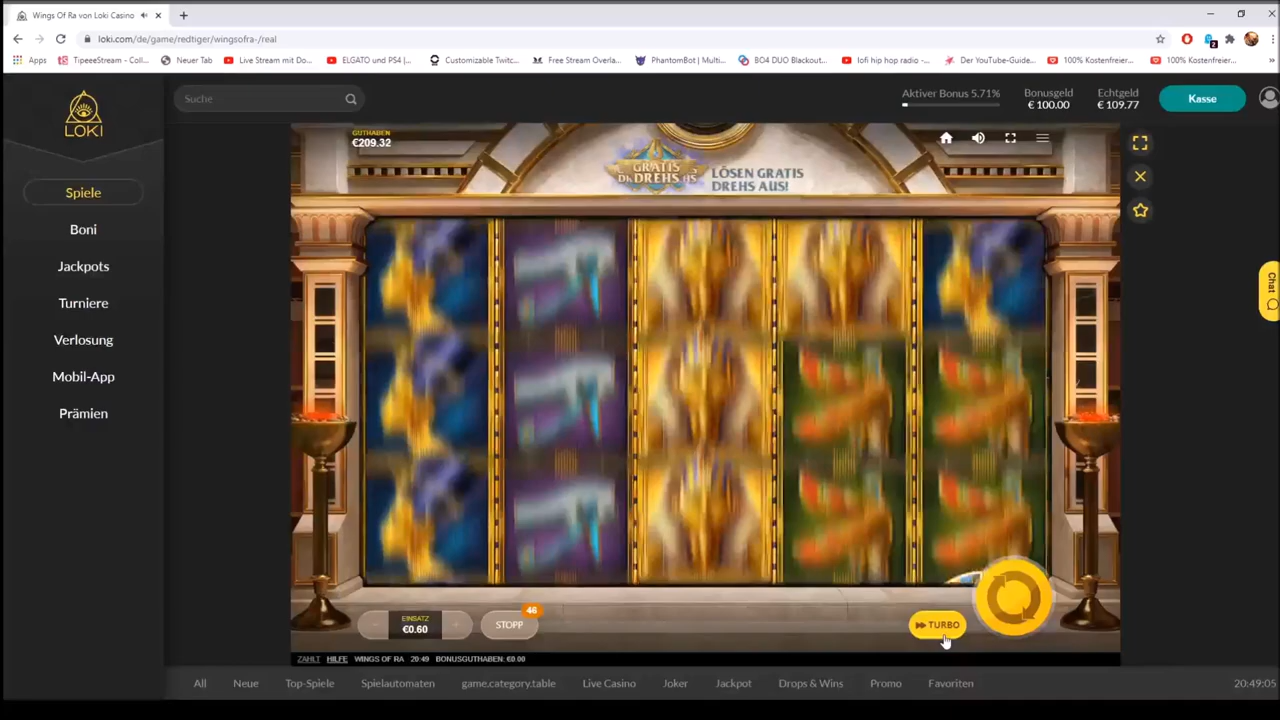 Wings Of Ra von Loki Casino
loki.com/de/game/redtiger/wingsofra-/real
Apps
TipeeeStream - Coll...
Neuer Tab
Live Stream mit Do...
ELGATO und PS4 |...
Customizable Twitc...
Free Stream Overla...
PhantomBot | Multi...
BO4 DUO Blackout...
lofi hip hop radio -...
Der YouTube-Guide...
100% Kostenfreier...
100% Kostenfreier...
LOKI
Suche
Aktiver Bonus 5.71%
Bonusgeld
€ 100.00
Echtgeld
€ 109.77
Kasse
Spiele
Boni
Jackpots
Turniere
Verlosung
Mobil-App
Prämien
GUTHABEN
€209.32
GRATIS
DREHS
LÖSEN GRATIS
DREHS AUS!
Chat
EINSATZ
€0.60
STOPP
46
TURBO
ZAHLT HILFE WINGS OF RA 20:49 BONUSGUTHABEN: €0.00
All
Neue
Top-Spiele
Spielautomaten
game.category.table
Live Casino
Joker
Jackpot
Drops & Wins
Promo
Favoriten
20:49:05